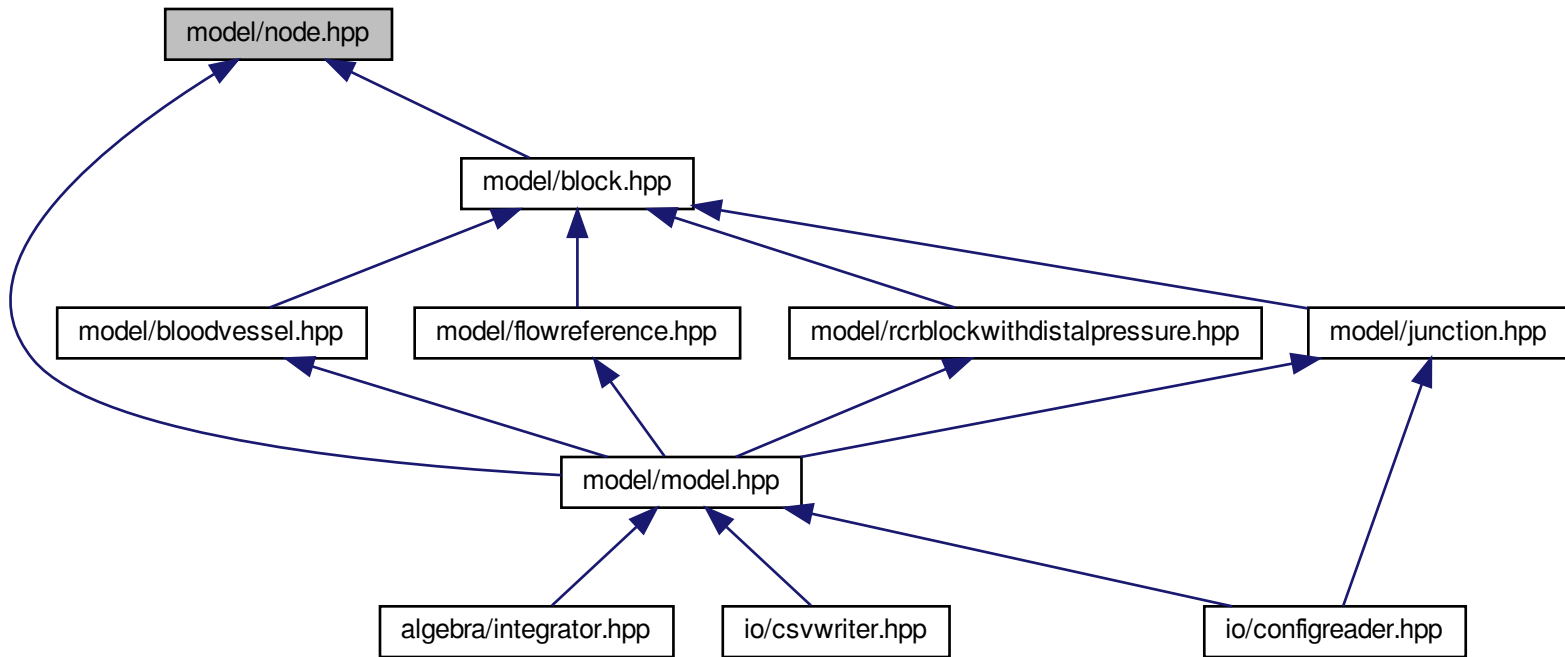 model/node.hpp
model/block.hpp
model/bloodvessel.hpp
model/flowreference.hpp
model/rcrblockwithdistalpressure.hpp
model/junction.hpp
model/model.hpp
algebra/integrator.hpp
io/csvwriter.hpp
io/configreader.hpp